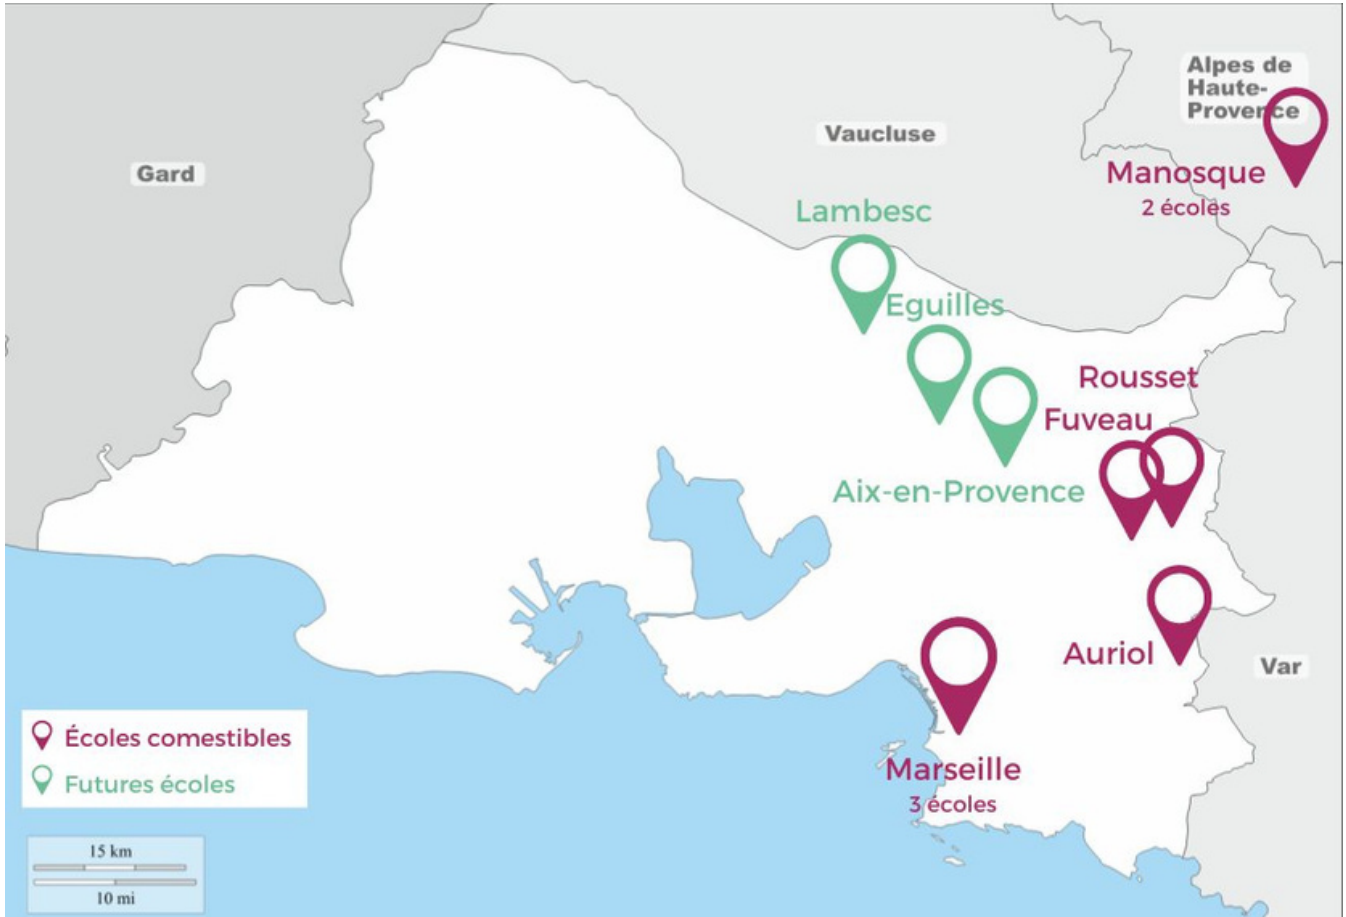 Alpes de
Haute-
Provence
Vaucluse
Gard
Manosque
2 écoles
Lambesc
Eguilles
Rousset
Fuveau
Aix-en-Provence
Auriol
Var
Écoles comestibles
Futures écoles
Marseille
3 écoles
15 km
10 mi